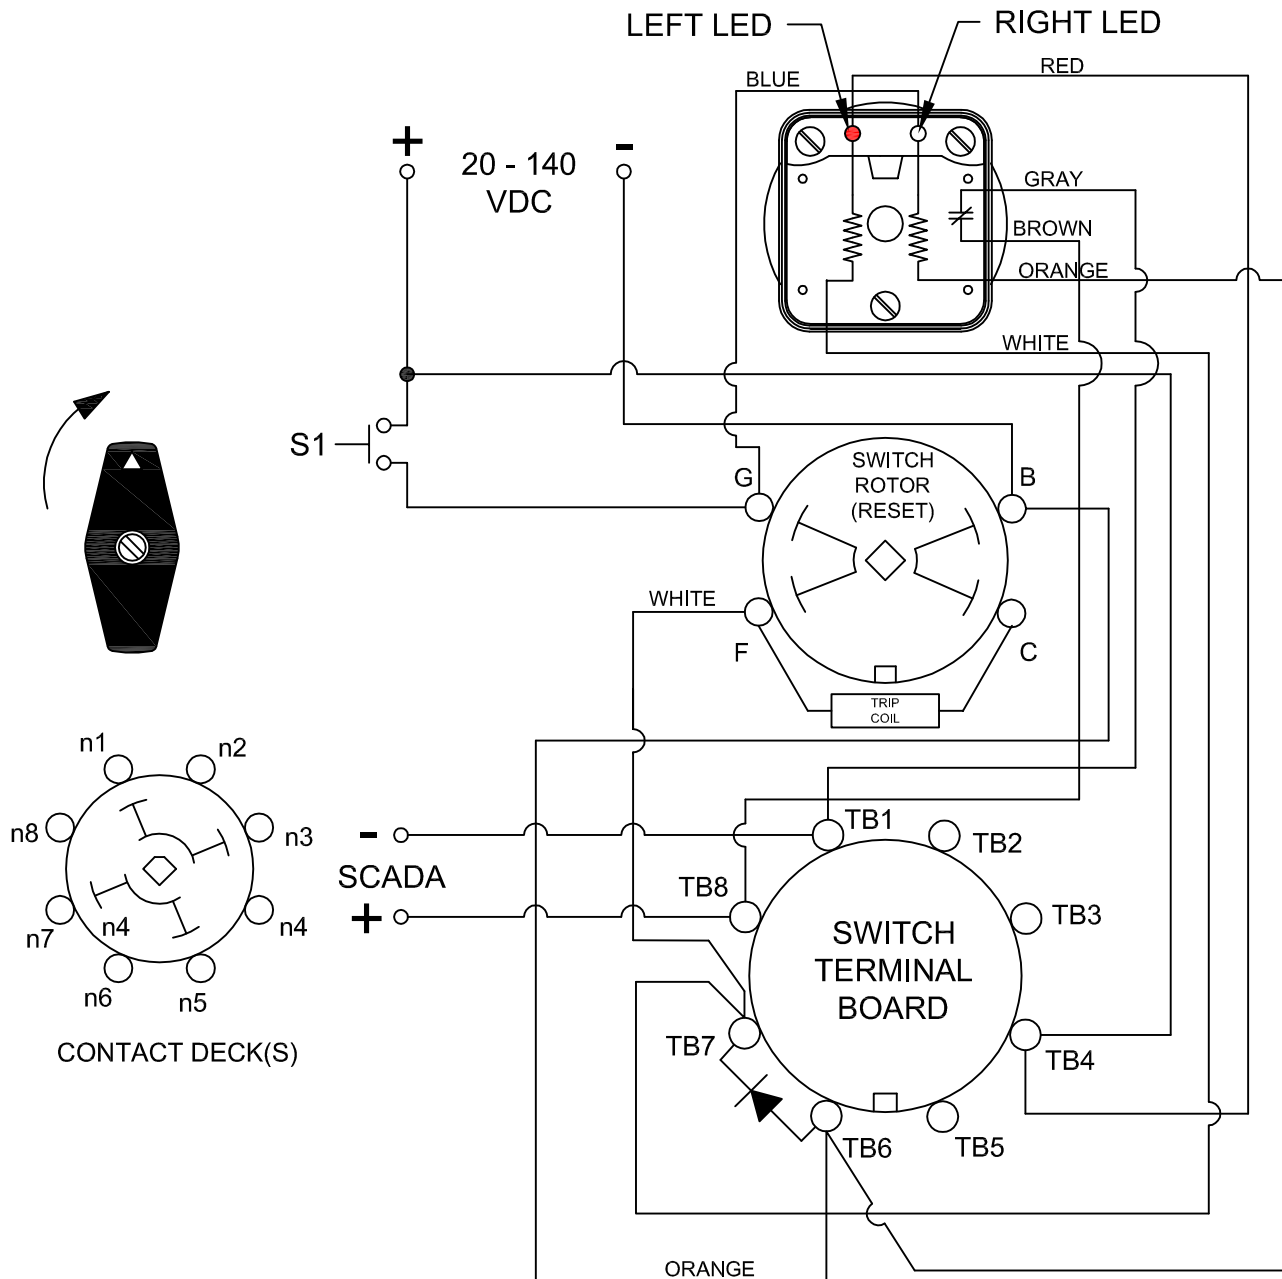 LEFT LED
RIGHT LED
RED
BLUE
+
20 - 140
VDC
-
GRAY
BROWN
ORANGE
WHITE
S1
SWITCH
ROTOR
(RESET)
G
B
WHITE
F
C
TRIP
COIL
n1
n2
n8
n3
n7
n4
n4
n6
n5
CONTACT DECK(S)
-
SCADA
+
TB1
TB2
TB8
TB3
SWITCH
TERMINAL
BOARD
TB7
TB4
TB6
TB5
ORANGE